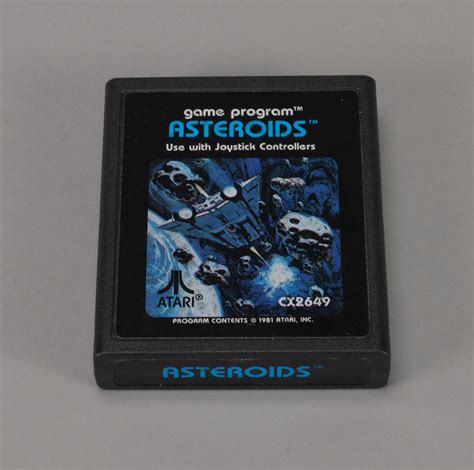 game program™
ASTEROIDS™
Use with Joystick Controllers
ATARI®
CX2649
PROGRAM CONTENTS © 1981 ATARI, INC.
ASTEROIDS™